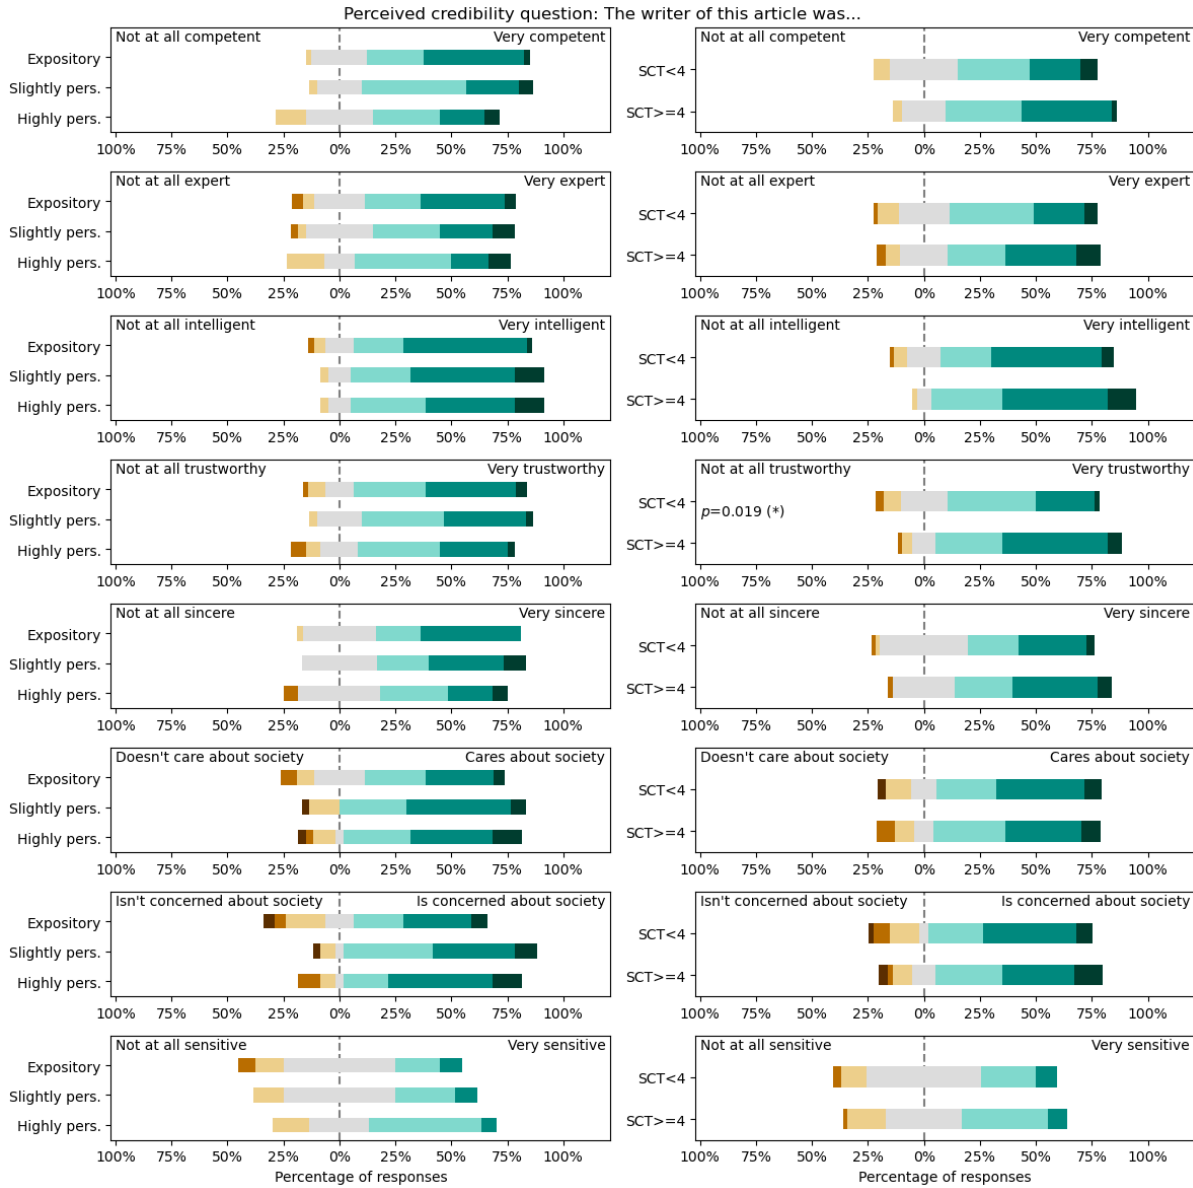 Perceived credibility question: The writer of this article was...
Not at all competent Very competent
Expository
Slightly pers.
Highly pers.
100% 75% 50% 25% 0% 25% 50% 75% 100%
Not at all competent Very competent
SCT<4
SCT>=4
100% 75% 50% 25% 0% 25% 50% 75% 100%
Not at all expert Very expert
Expository
Slightly pers.
Highly pers.
100% 75% 50% 25% 0% 25% 50% 75% 100%
Not at all expert Very expert
SCT<4
SCT>=4
100% 75% 50% 25% 0% 25% 50% 75% 100%
Not at all intelligent Very intelligent
Expository
Slightly pers.
Highly pers.
100% 75% 50% 25% 0% 25% 50% 75% 100%
Not at all intelligent Very intelligent
SCT<4
SCT>=4
100% 75% 50% 25% 0% 25% 50% 75% 100%
Not at all trustworthy Very trustworthy
Expository
Slightly pers.
Highly pers.
100% 75% 50% 25% 0% 25% 50% 75% 100%
Not at all trustworthy Very trustworthy
SCT<4
p=0.019 (*)
SCT>=4
100% 75% 50% 25% 0% 25% 50% 75% 100%
Not at all sincere Very sincere
Expository
Slightly pers.
Highly pers.
100% 75% 50% 25% 0% 25% 50% 75% 100%
Not at all sincere Very sincere
SCT<4
SCT>=4
100% 75% 50% 25% 0% 25% 50% 75% 100%
Doesn't care about society Cares about society
Expository
Slightly pers.
Highly pers.
100% 75% 50% 25% 0% 25% 50% 75% 100%
Doesn't care about society Cares about society
SCT<4
SCT>=4
100% 75% 50% 25% 0% 25% 50% 75% 100%
Isn't concerned about society Is concerned about society
Expository
Slightly pers.
Highly pers.
100% 75% 50% 25% 0% 25% 50% 75% 100%
Isn't concerned about society Is concerned about society
SCT<4
SCT>=4
100% 75% 50% 25% 0% 25% 50% 75% 100%
Not at all sensitive Very sensitive
Expository
Slightly pers.
Highly pers.
100% 75% 50% 25% 0% 25% 50% 75% 100%
Percentage of responses
Not at all sensitive Very sensitive
SCT<4
SCT>=4
100% 75% 50% 25% 0% 25% 50% 75% 100%
Percentage of responses